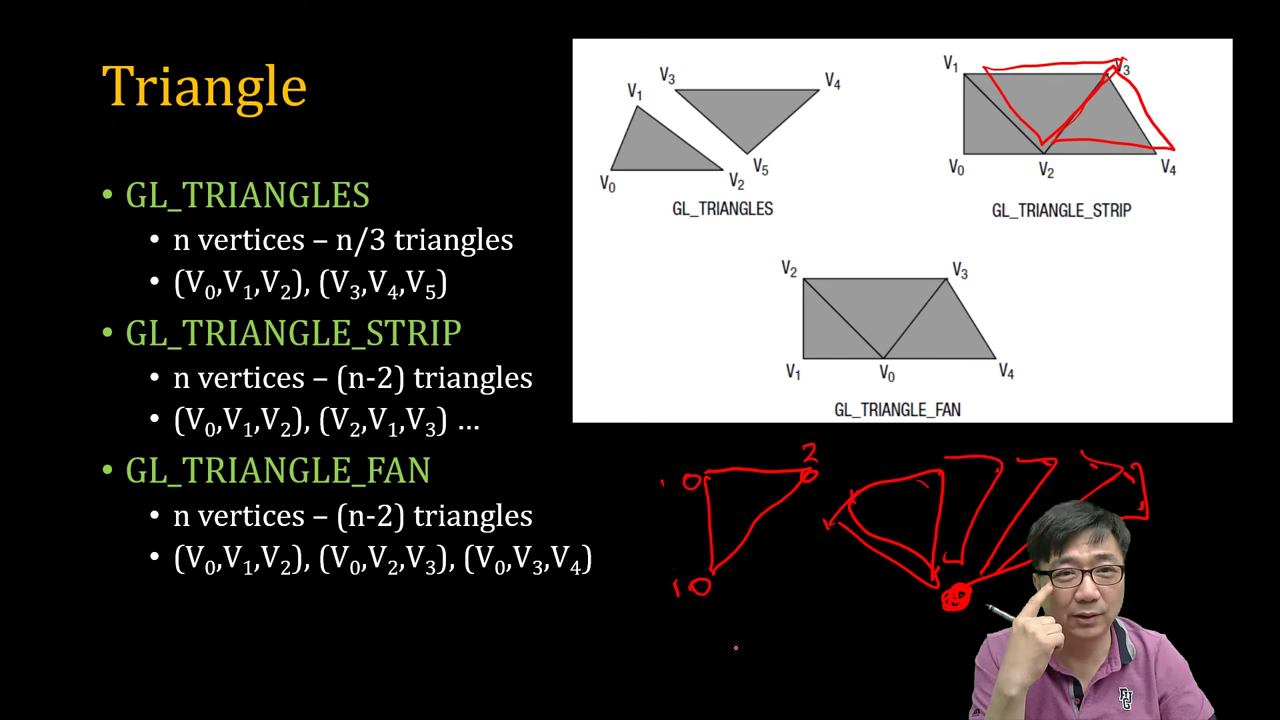 Triangle
• GL_TRIANGLES
• n vertices – n/3 triangles
• (V₀,V₁,V₂), (V₃,V₄,V₅)
• GL_TRIANGLE_STRIP
• n vertices – (n-2) triangles
• (V₀,V₁,V₂), (V₂,V₁,V₃) …
• GL_TRIANGLE_FAN
• n vertices – (n-2) triangles
• (V₀,V₁,V₂), (V₀,V₂,V₃), (V₀,V₃,V₄)
V₃ V₄
V₁
V₅
V₀ V₂
GL_TRIANGLES
V₁ V₃
V₀ V₂ V₄
GL_TRIANGLE_STRIP
V₂ V₃
V₁ V₀ V₄
GL_TRIANGLE_FAN
2